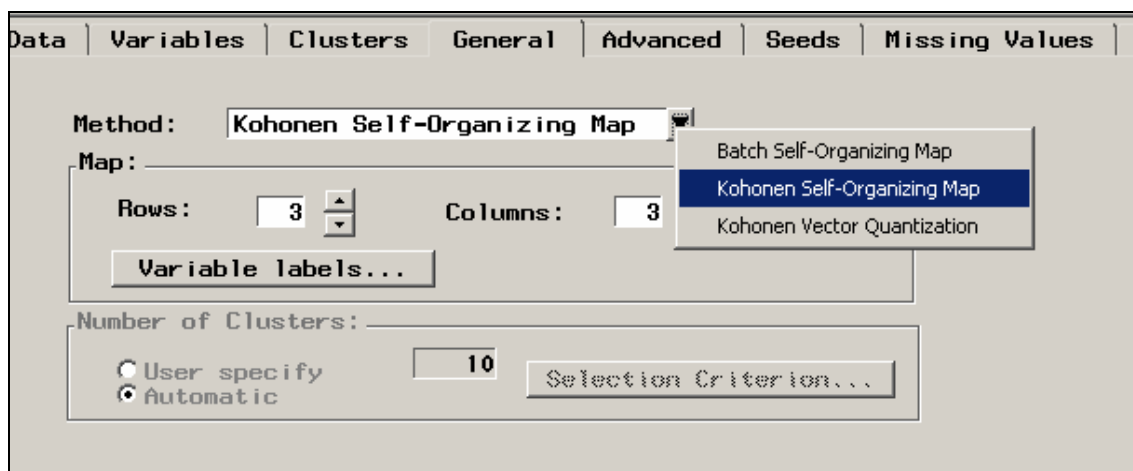 Data Variables Clusters General Advanced Seeds Missing Values
Method: Kohonen Self-Organizing Map
Batch Self-Organizing Map
Kohonen Self-Organizing Map
Kohonen Vector Quantization
Map:
Rows: 3 Columns: 3
Variable labels...
Number of Clusters:
User specify 10 Selection Criterion...
Automatic